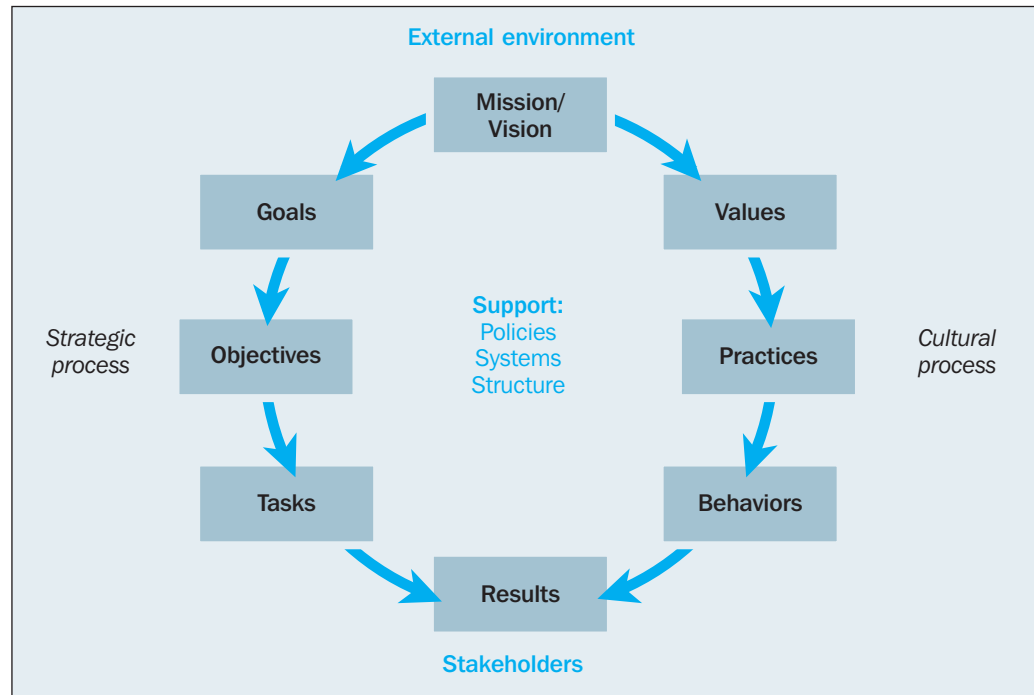 External environment
Mission/
Vision
Goals
Values
Strategic
process
Objectives
Support:
Policies
Systems
Structure
Practices
Cultural
process
Tasks
Behaviors
Results
Stakeholders